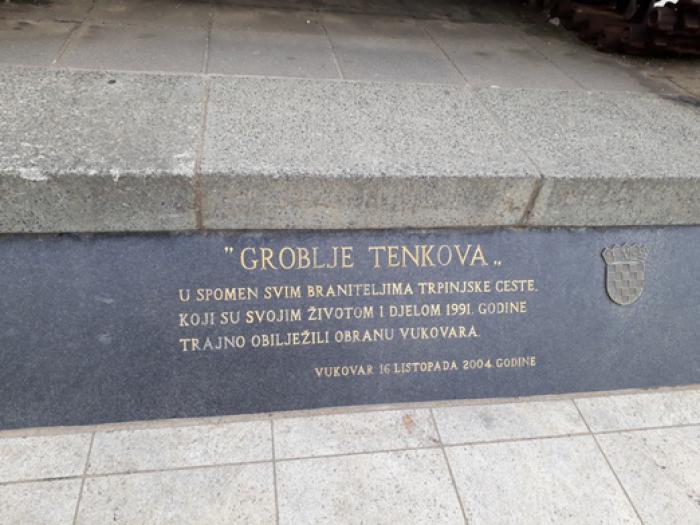 " GROBLJE TENKOVA „
U SPOMEN SVIM BRANITELJIMA TRPINJSKE CESTE,
KOJI SU SVOJIM ŽIVOTOM I DJELOM 1991. GODINE
TRAJNO OBILJEŽILI OBRANU VUKOVARA.
VUKOVAR 16 LISTOPADA 2004. GODINE